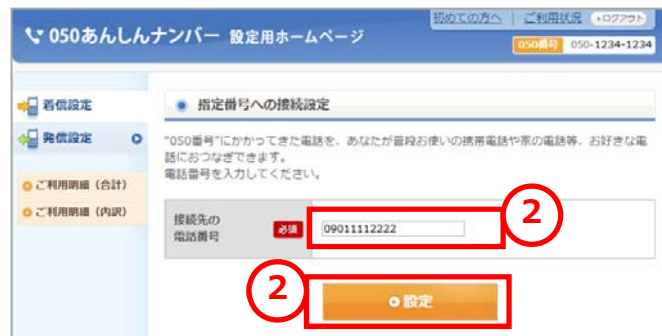 初めての方へ | ご利用状況 ログアウト
050あんしんナンバー 設定用ホームページ
050番号 050-1234-1234
着信設定
発信設定
ご利用明細（合計）
ご利用明細（内訳）
指定番号への接続設定
"050番号"にかかってきた電話を、あなたが普段お使いの携帯電話や家の電話等、お好きな電
話におつなぎできます。
電話番号を入力してください。
接続先の
電話番号
必須
09011112222
②
②
設定